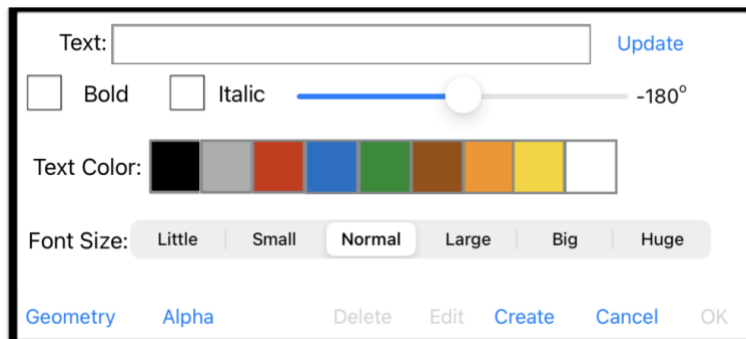 Text: Update
Bold Italic -180°
Text Color:
Font Size: Little Small Normal Large Big Huge
Geometry Alpha Delete Edit Create Cancel OK